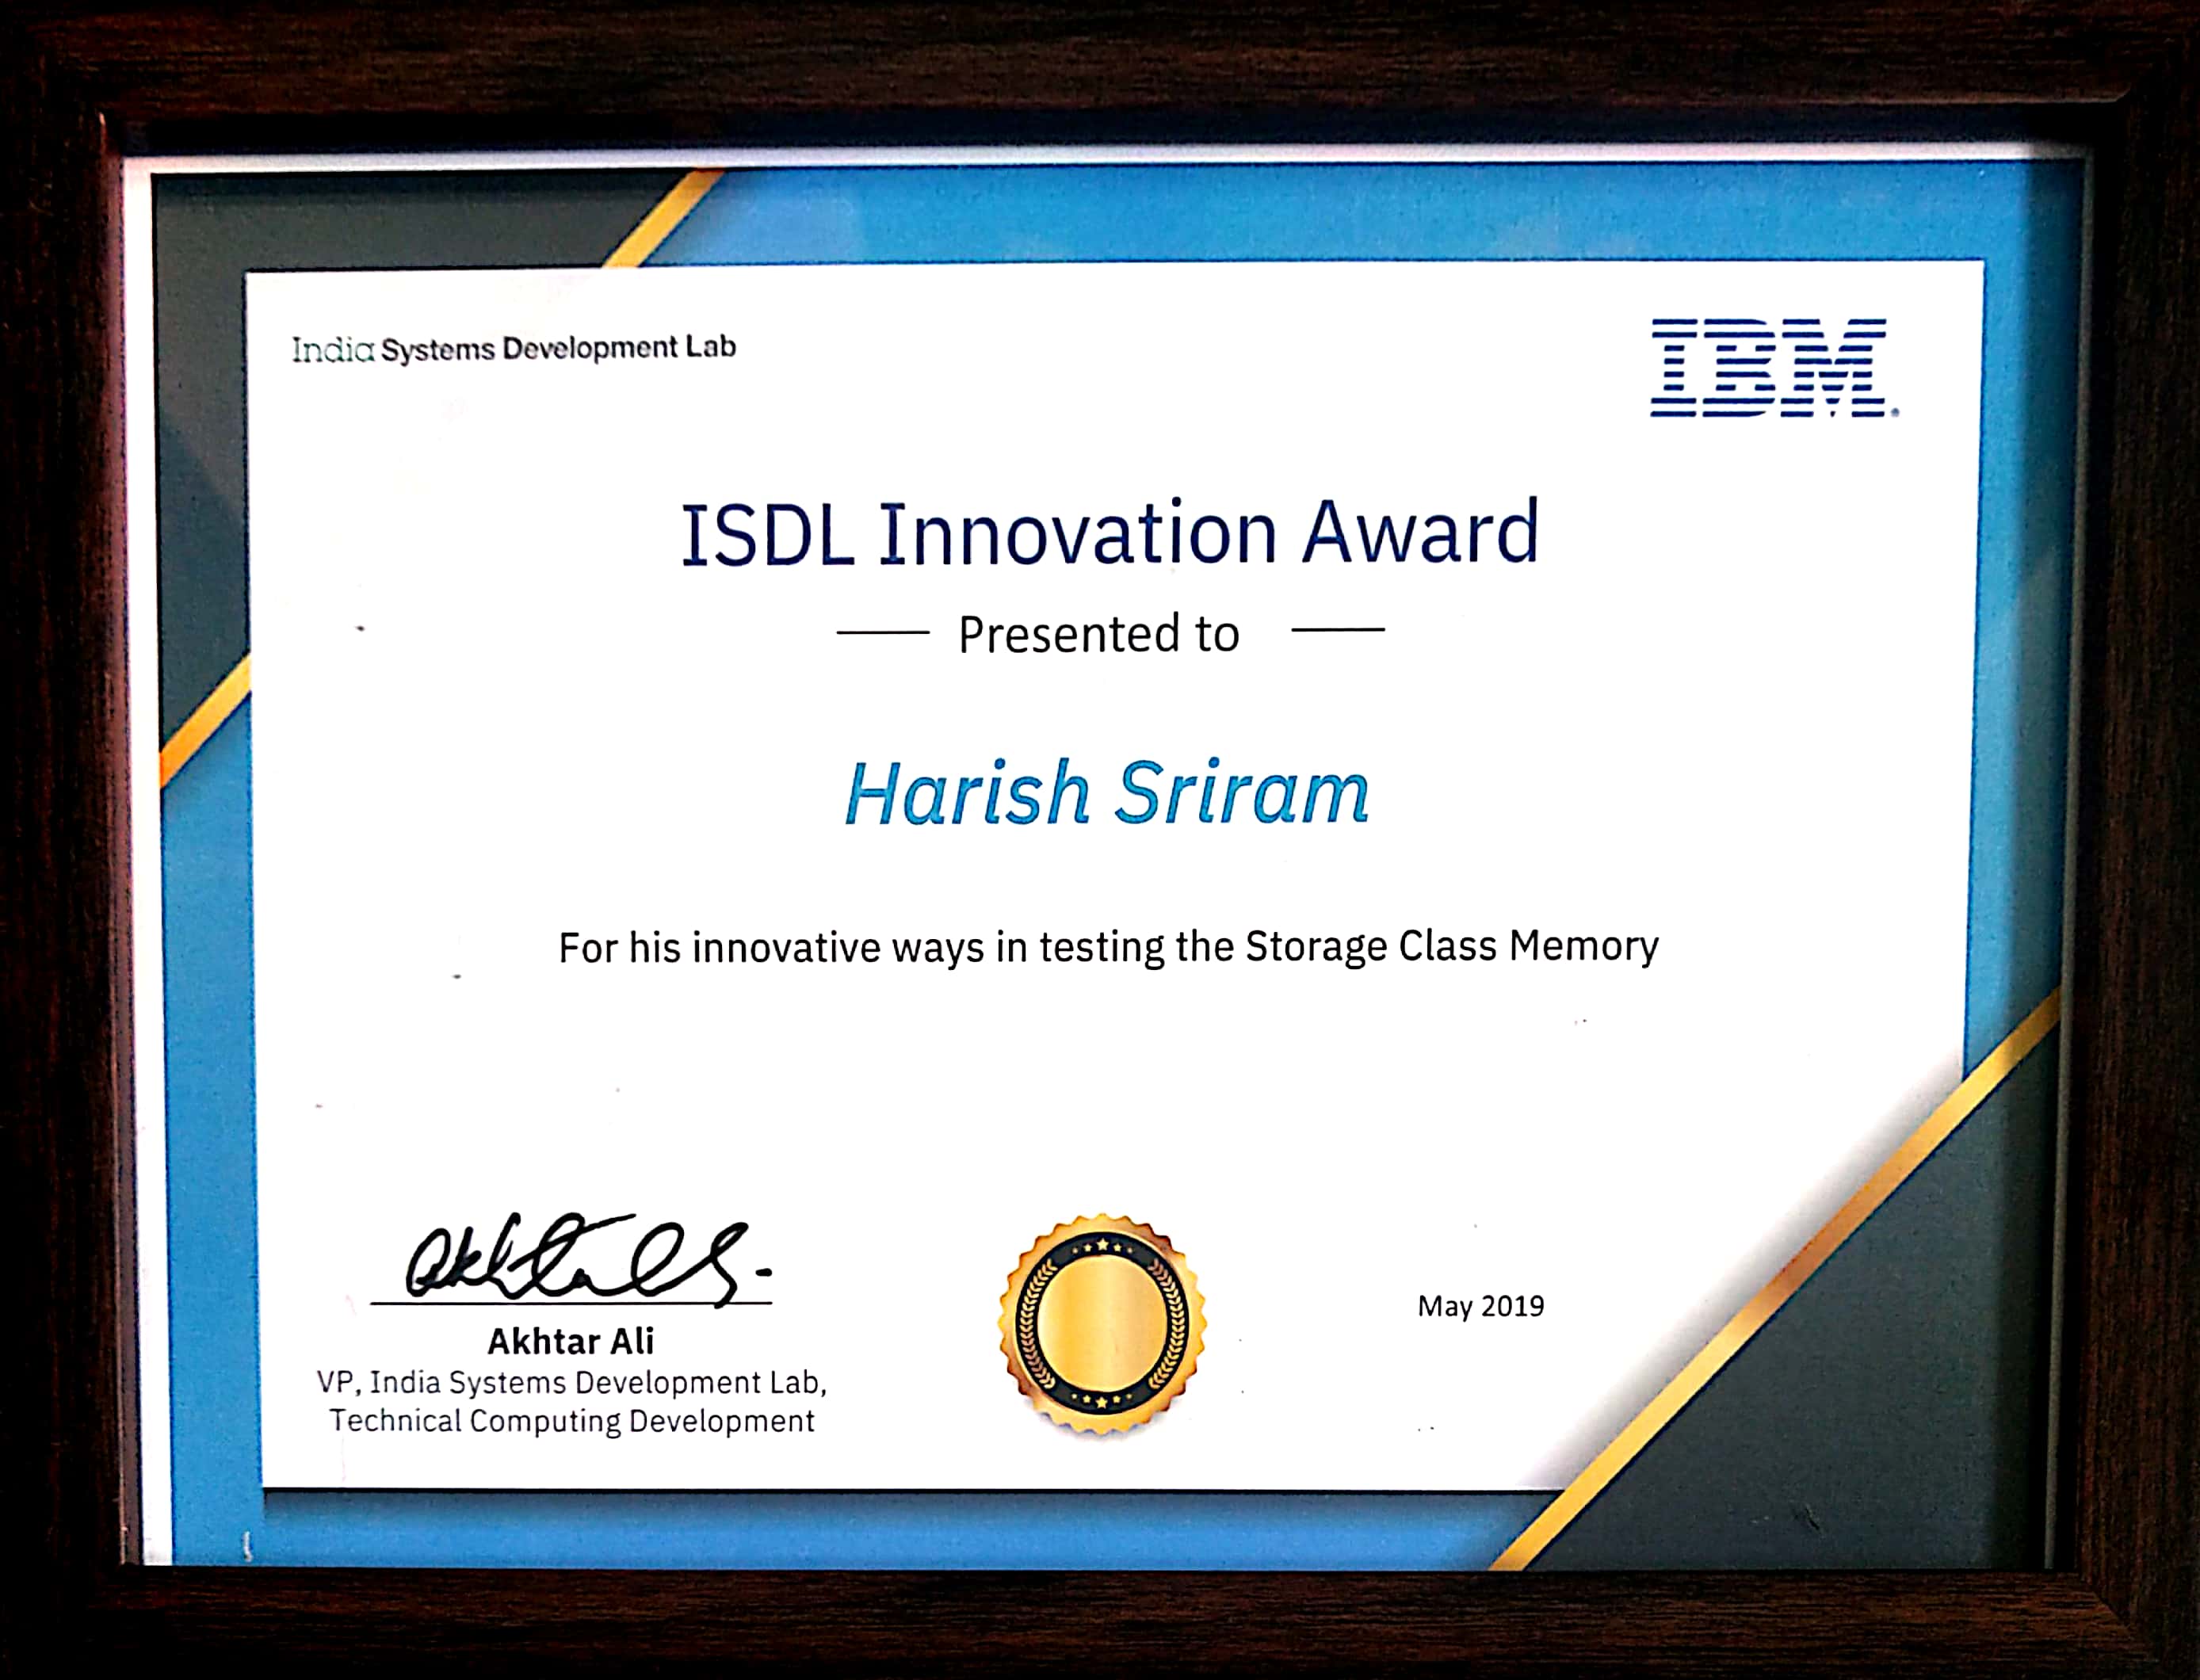 India Systems Development Lab
IBM
ISDL Innovation Award
Presented to
Harish Sriram
For his innovative ways in testing the Storage Class Memory
Akhtar Ali
VP, India Systems Development Lab,
Technical Computing Development
May 2019